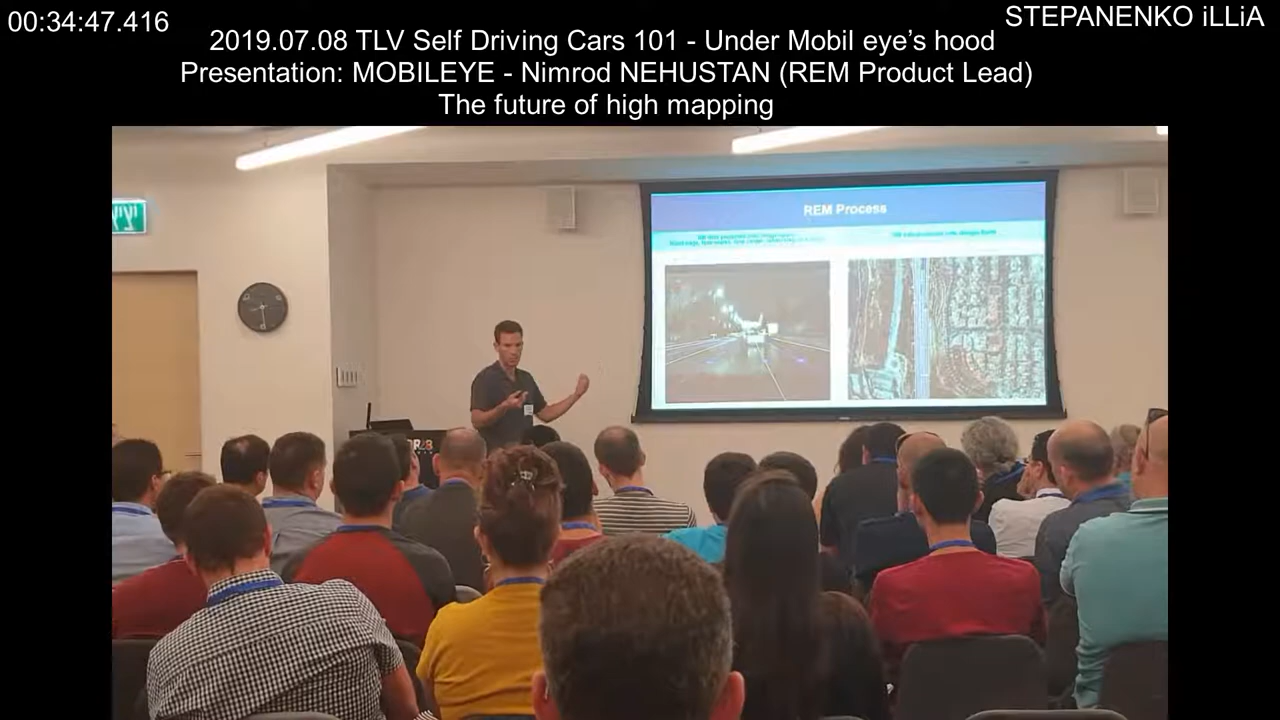 00:34:47.416
STEPANENKO iLLiA
2019.07.08 TLV Self Driving Cars 101 - Under Mobil eye’s hood
Presentation: MOBILEYE - Nimrod NEHUSTAN (REM Product Lead)
The future of high mapping
REM Process